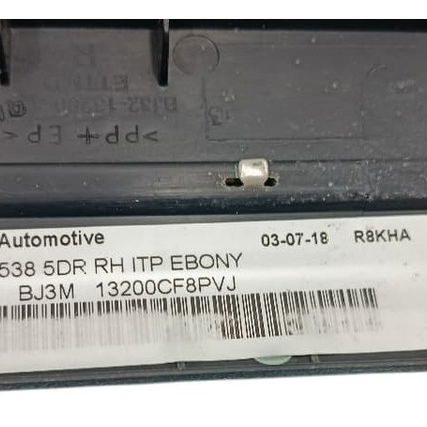 R
>PP+EP<
Automotive 03-07-18 R8KHA
538 5DR RH ITP EBONY
BJ3M 13200CF8PVJ